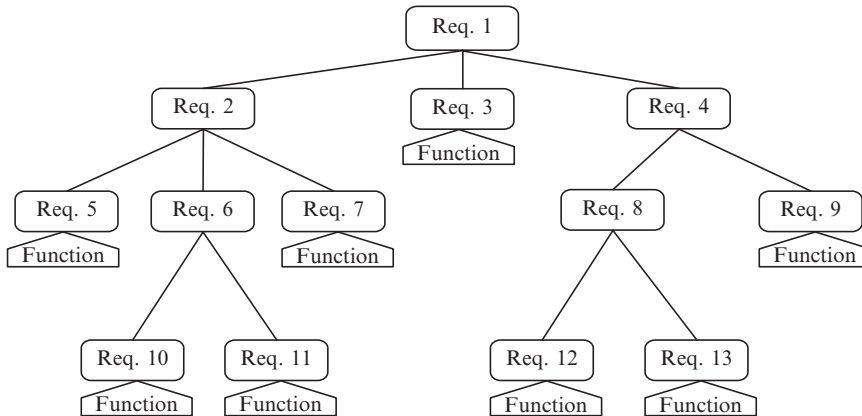 Req. 1
Req. 2
Req. 3
Req. 4
Function
Req. 5
Req. 6
Req. 7
Req. 8
Req. 9
Function
Function
Function
Req. 10
Req. 11
Req. 12
Req. 13
Function
Function
Function
Function